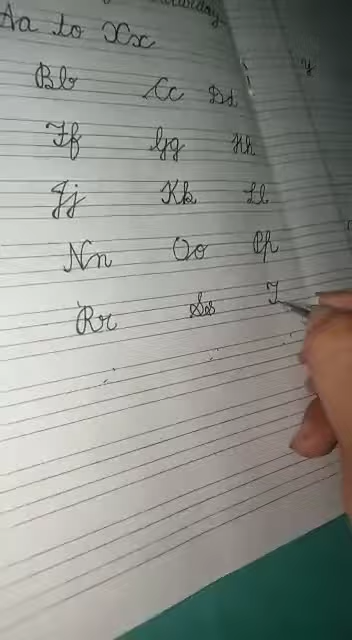 Aa to Xx
Bb Cc Dd
Ff Gg Hh
Jj Kk Ll
Nn Oo Pp
Rr Ss T